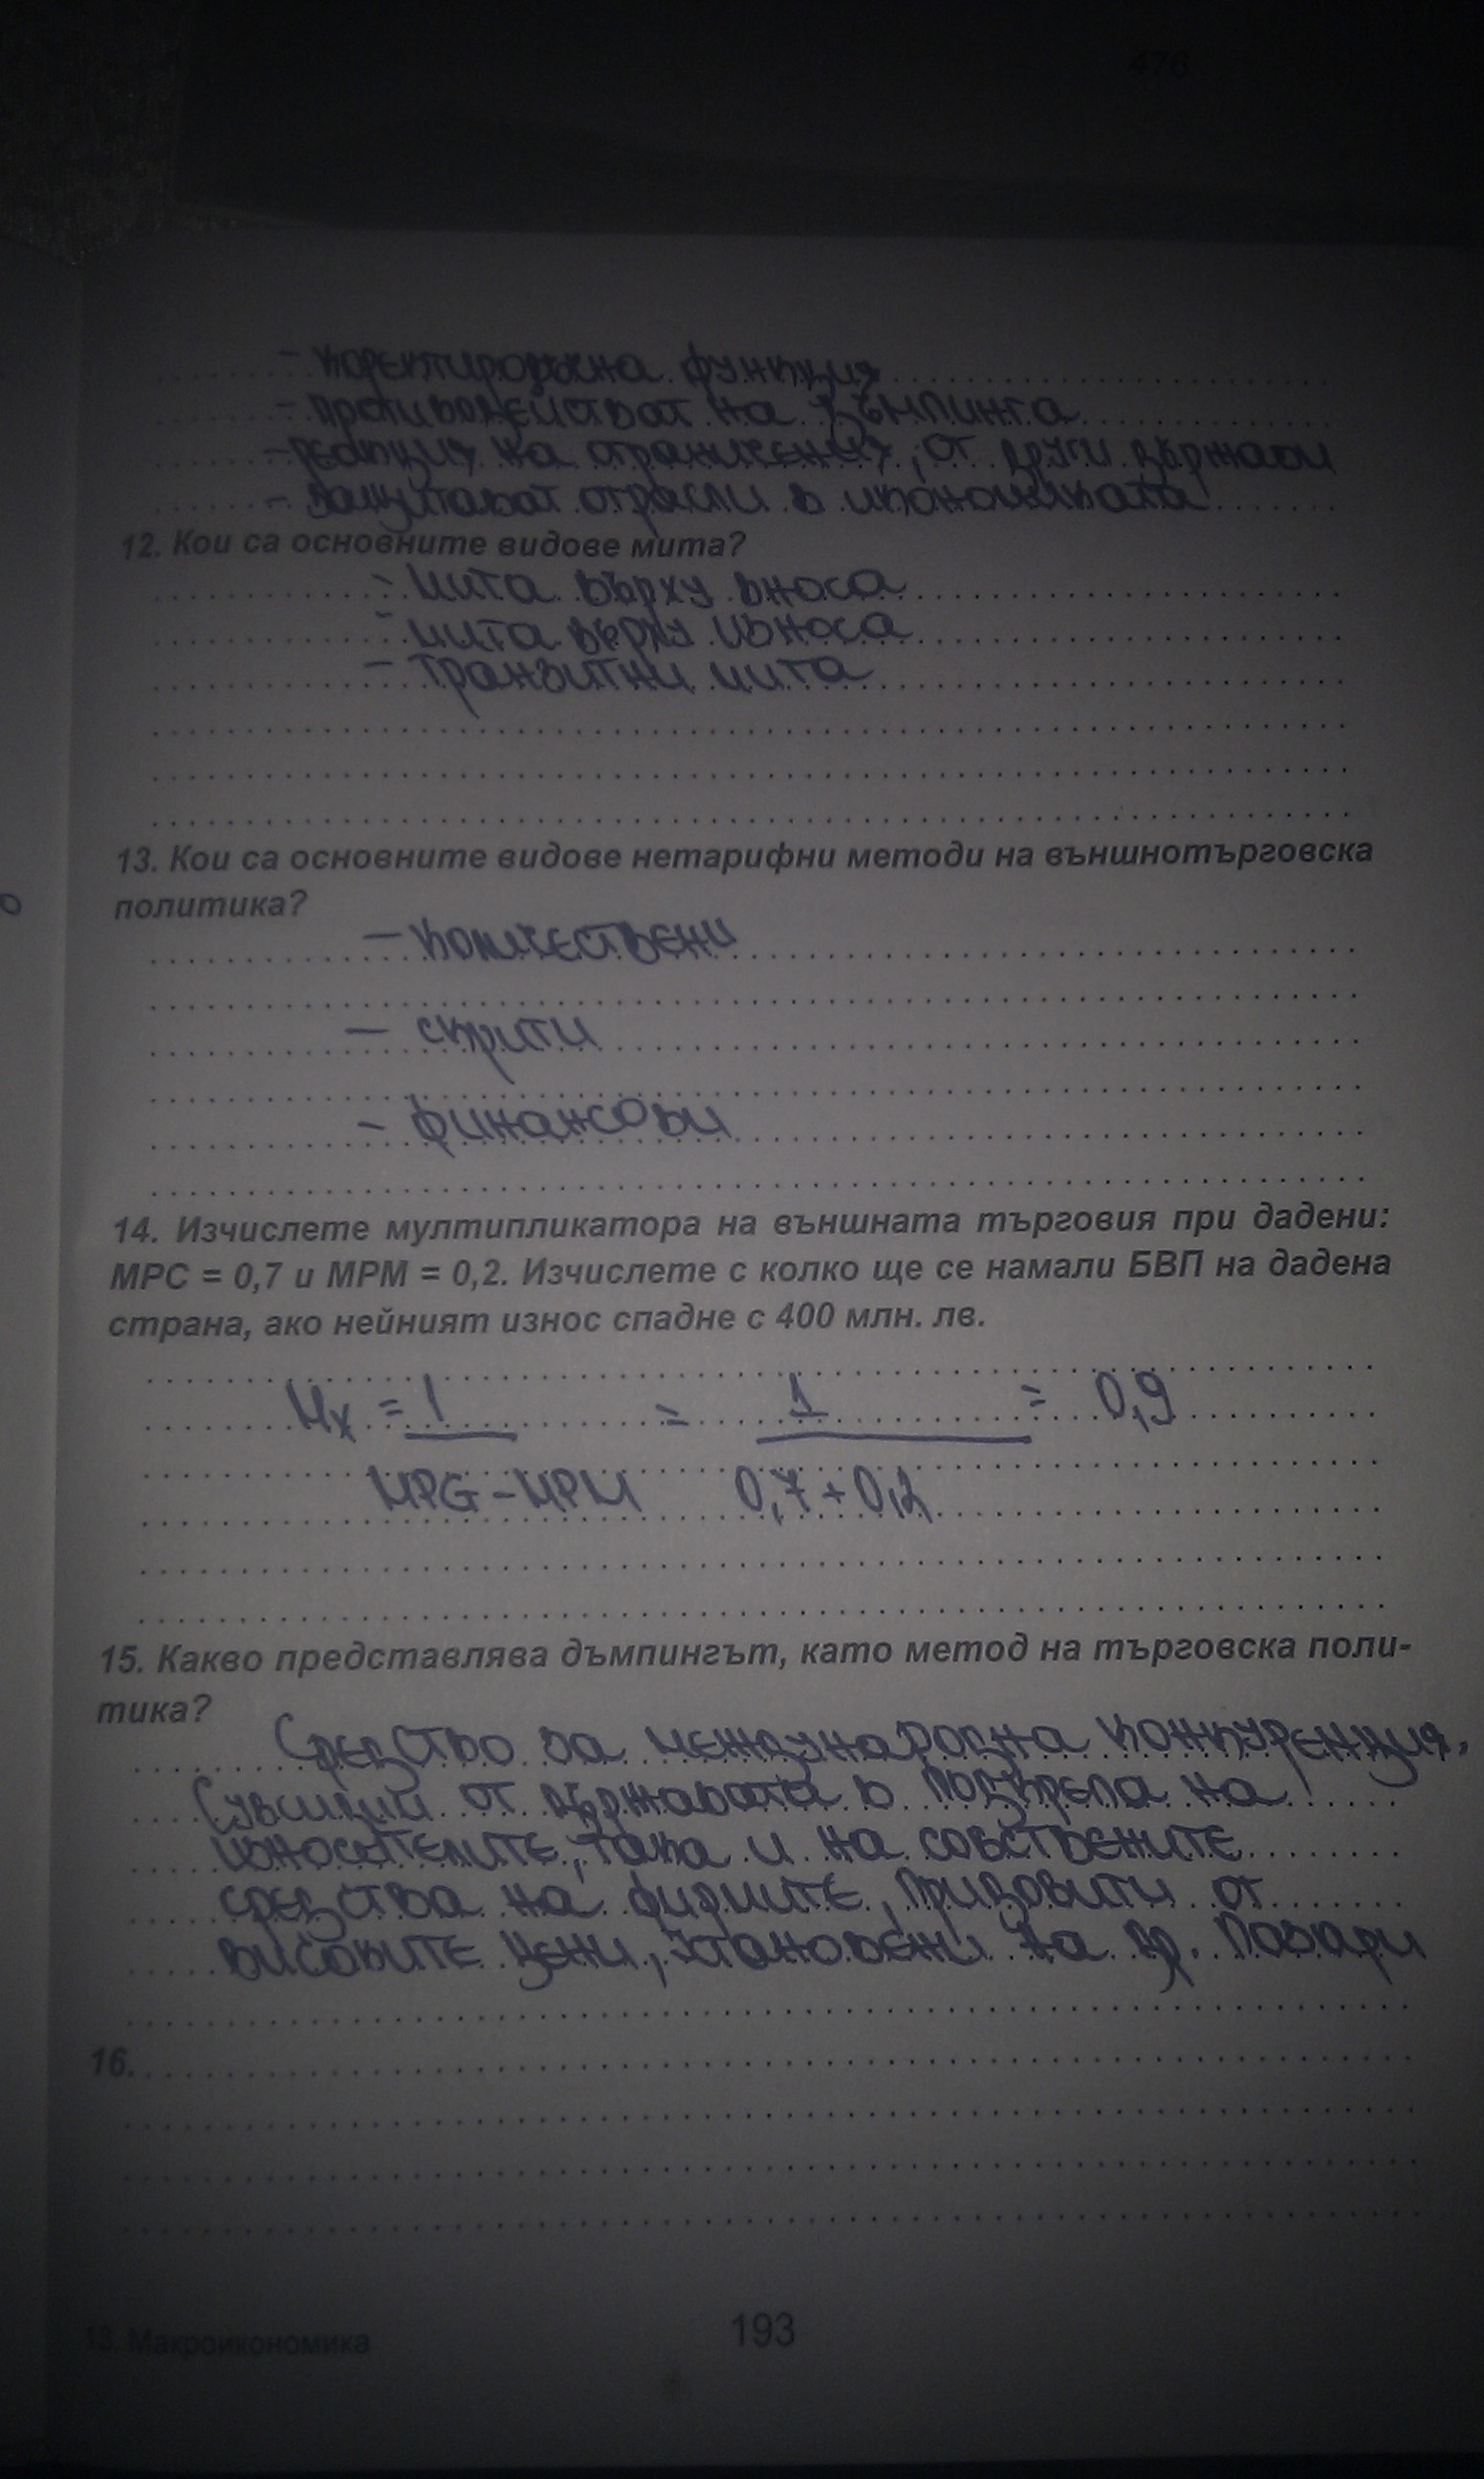 476
- коректировъчна функция
- противодействат на дъмпинга
- реакция на ограничения, от други държави
- защитават отрасли в икономиката
12. Кои са основните видове мита?
- мита върху вноса
- мита върху износа
- транзитни мита
13. Кои са основните видове нетарифни методи на външнотърговска
политика?
- количествени
- скрити
- финансови
14. Изчислете мултипликатора на външната търговия при дадени:
MPC = 0,7 и MPM = 0,2. Изчислете с колко ще се намали БВП на дадена
страна, ако нейният износ спадне с 400 млн. лв.
Mx = 1 = 1 = 0,9
MPG - MPM 0,7 + 0,2
15. Какво представлява дъмпингът, като метод на търговска поли-
тика?
Средство за международна конкуренция,
Субсидии от държавата в подкрепа на
износителите, така и на собствените
средства на фирмите, придобити от
високите цени, установени на др. пазари
16.
193
13. Макроикономика